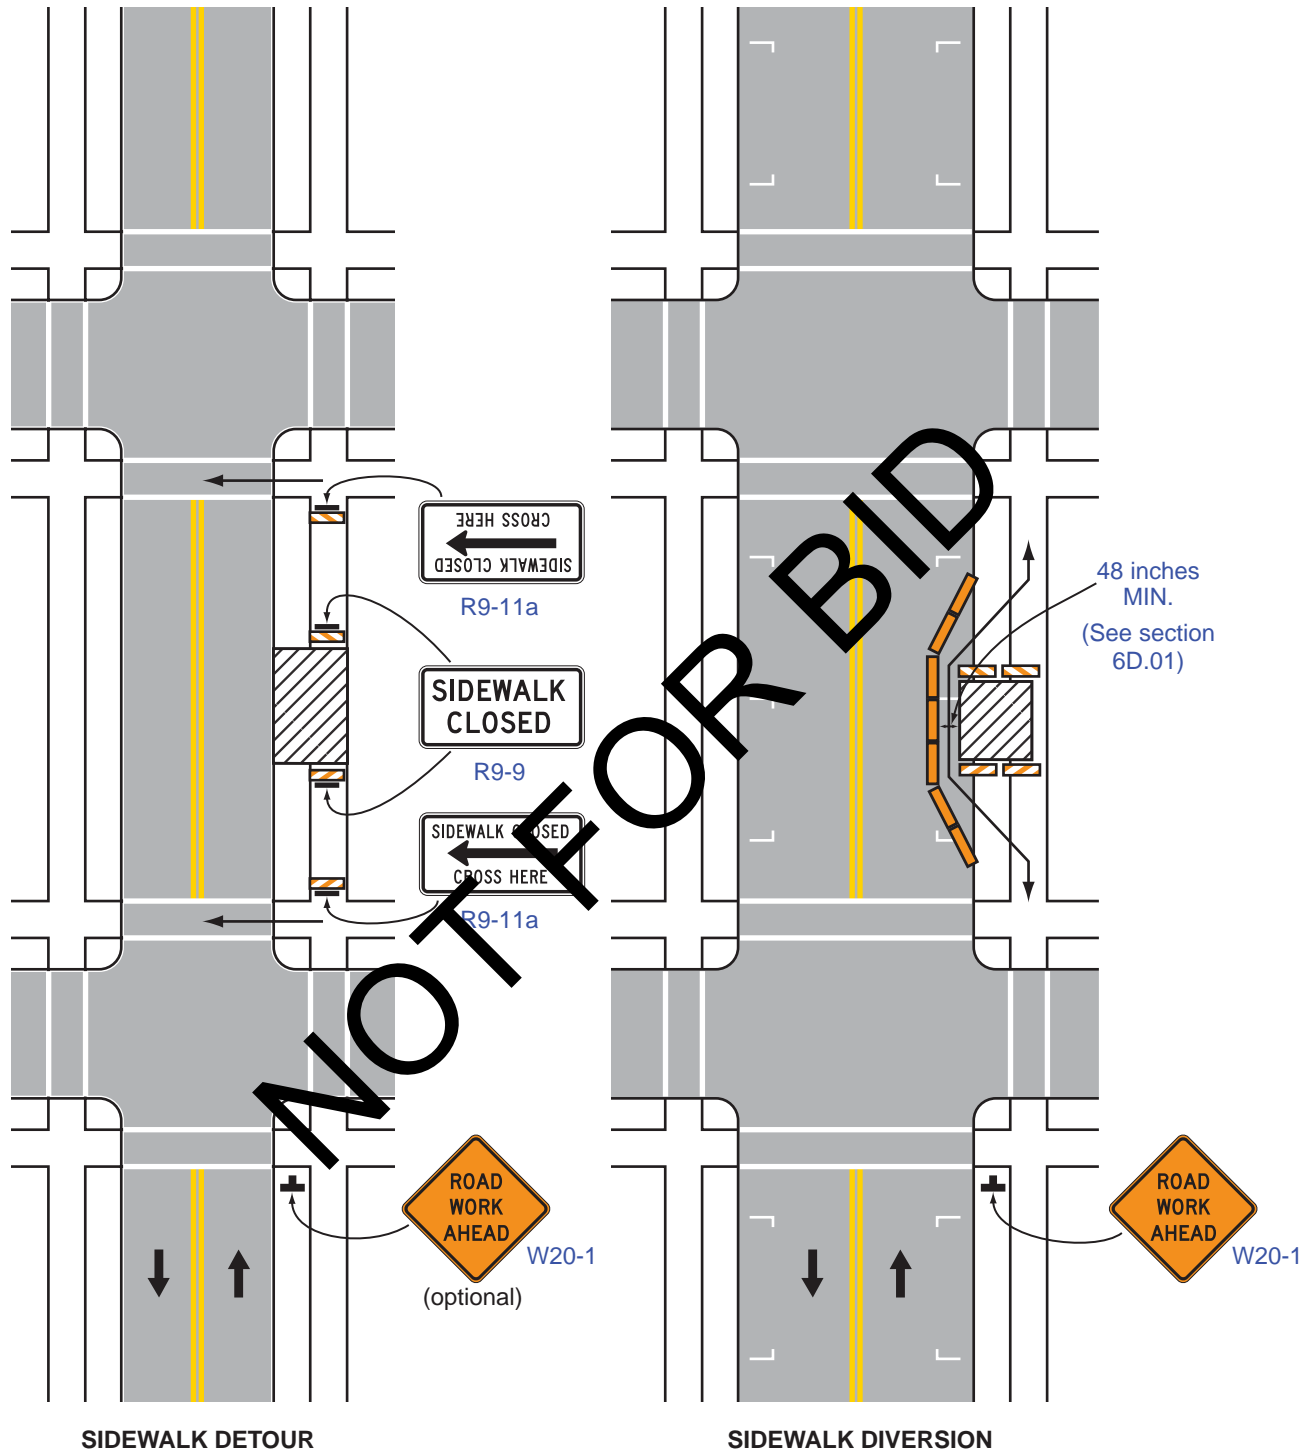 CROSS HERE
SIDEWALK CLOSED
R9-11a
SIDEWALK
CLOSED
R9-9
SIDEWALK CLOSED
CROSS HERE
R9-11a
ROAD
WORK
AHEAD
W20-1
(optional)
SIDEWALK DETOUR
48 inches
MIN.
(See section
6D.01)
ROAD
WORK
AHEAD
W20-1
SIDEWALK DIVERSION
NOT FOR BID